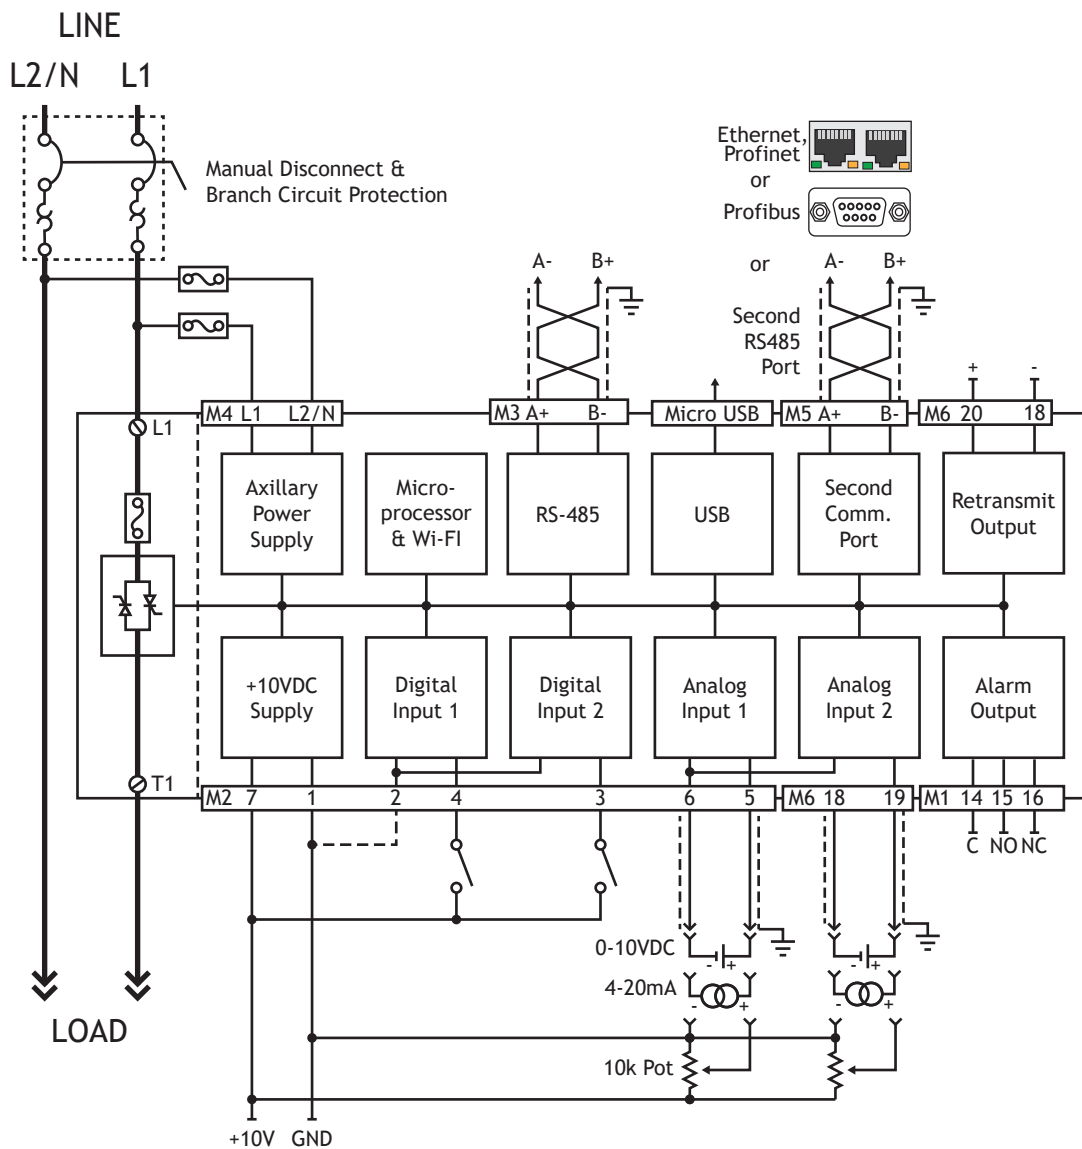 LINE
L2/N L1
Manual Disconnect &
Branch Circuit Protection
Ethernet,
Profinet
or
Profibus
or
A- B+
A- B+
Second
RS485
Port
+ -
M4 L1 L2/N
M3 A+ B-
Micro USB
M5 A+ B-
M6 20 18
L1
Axillary
Power
Supply
Micro-
processor
& Wi-FI
RS-485
USB
Second
Comm.
Port
Retransmit
Output
+10VDC
Supply
Digital
Input 1
Digital
Input 2
Analog
Input 1
Analog
Input 2
Alarm
Output
T1
M2 7 1 2 4 3 6 5
M6 18 19
M1 14 15 16
C NO NC
0-10VDC
- +
- +
4-20mA
- +
- +
LOAD
10k Pot
+10V GND